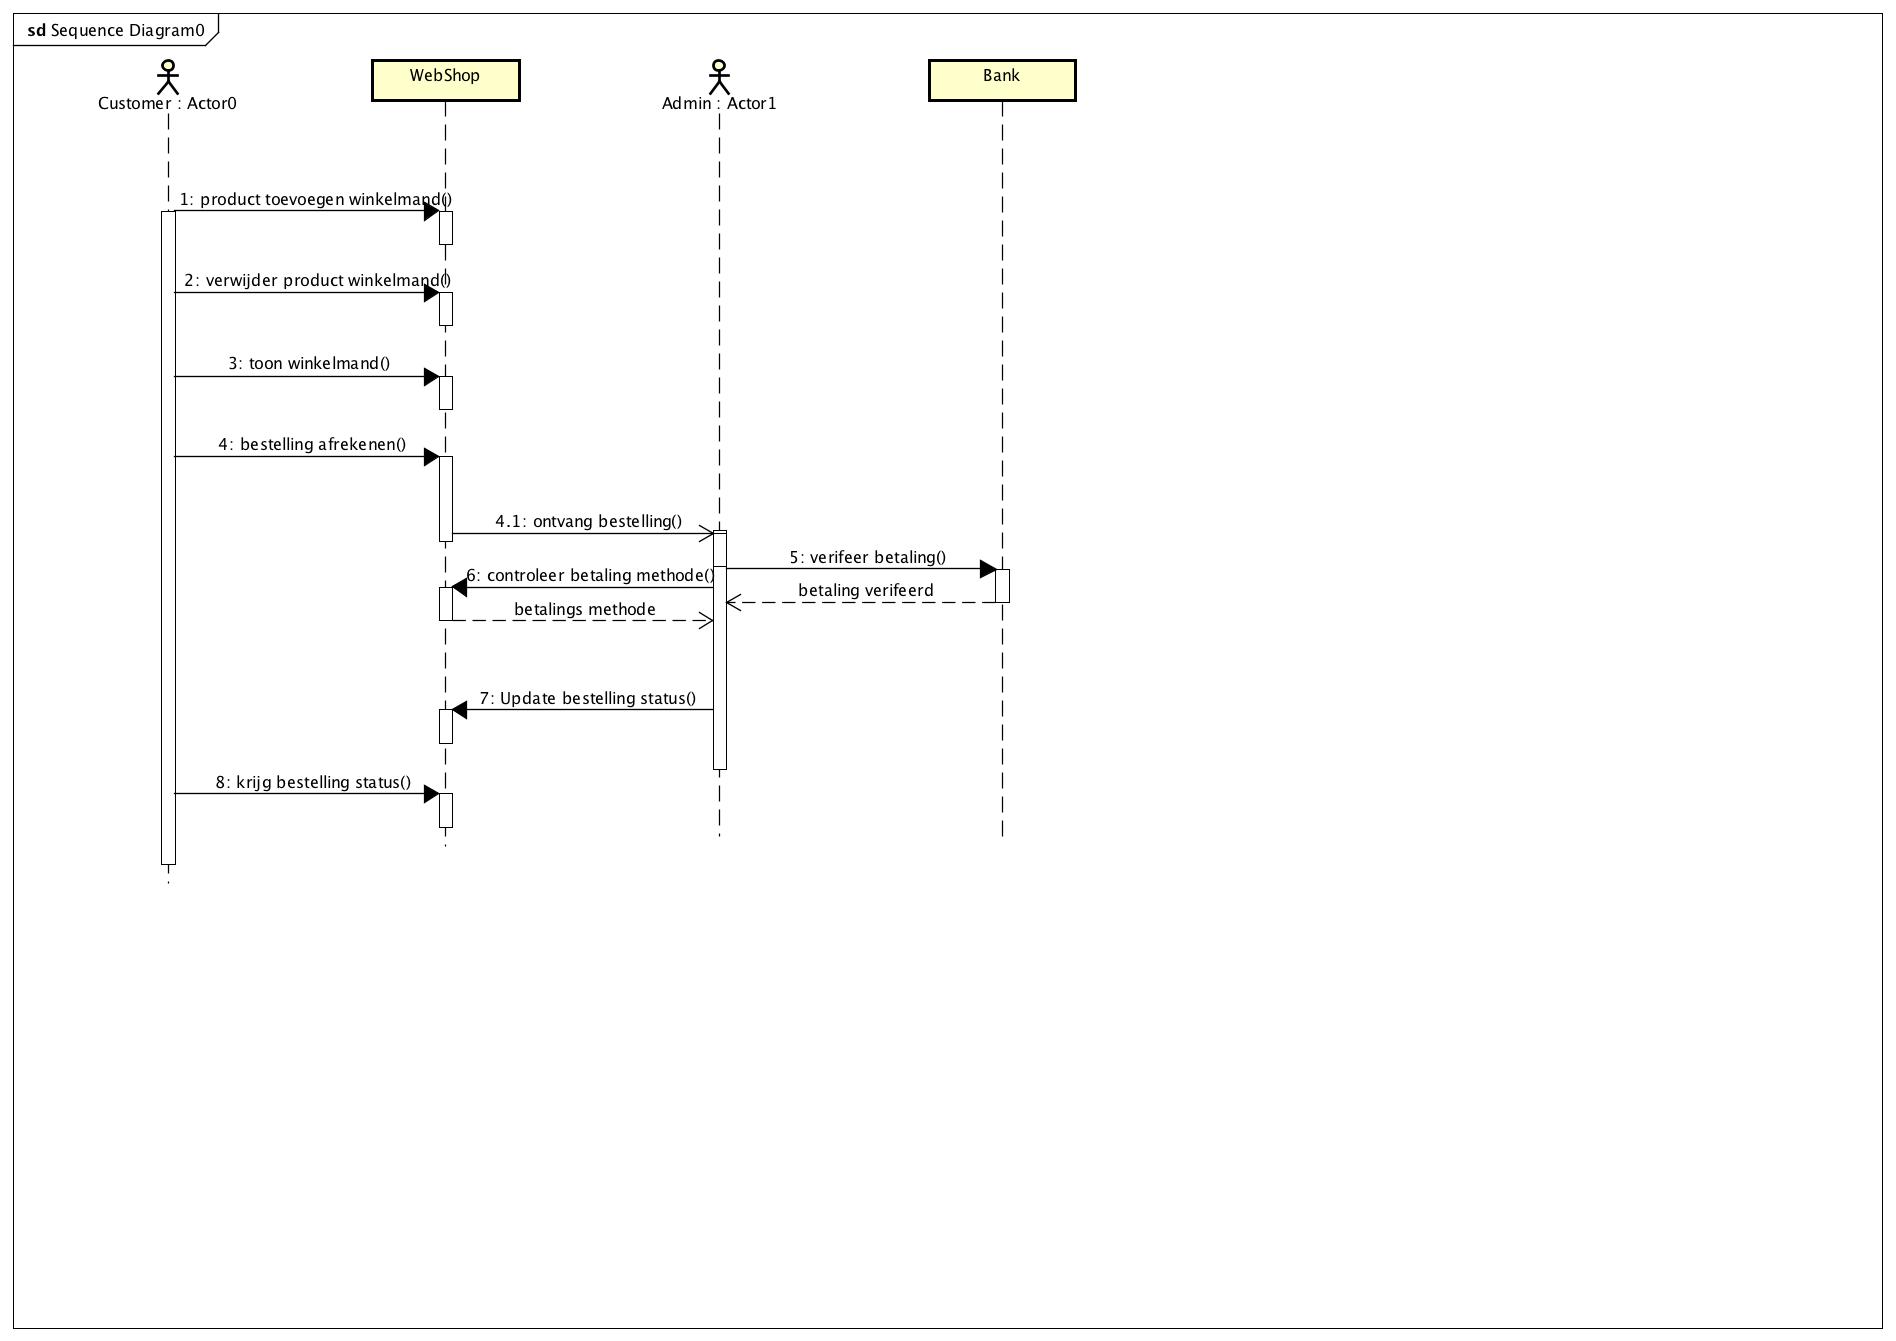 sd Sequence Diagram0
Customer : Actor0
WebShop
Admin : Actor1
Bank
1: product toevoegen winkelmand()
2: verwijder product winkelmand()
3: toon winkelmand()
4: bestelling afrekenen()
4.1: ontvang bestelling()
5: verifeer betaling()
6: controleer betaling methode()
betaling verifeerd
betalings methode
7: Update bestelling status()
8: krijg bestelling status()